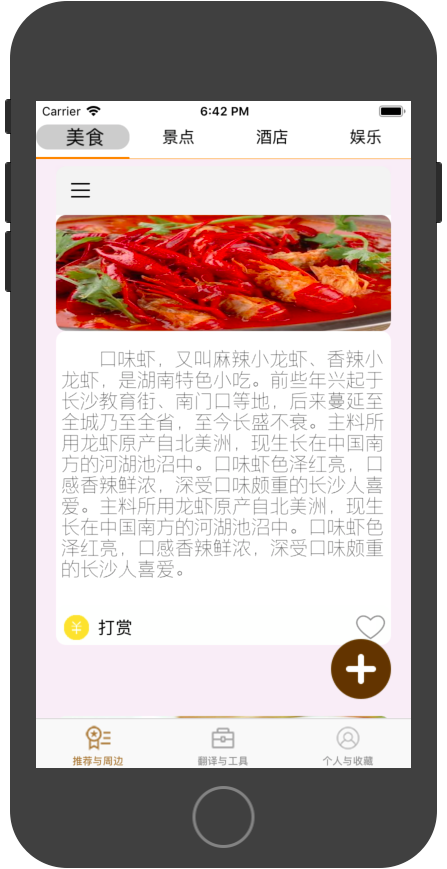 Carrier 6:42 PM
美食 景点 酒店 娱乐
口味虾，又叫麻辣小龙虾、香辣小
龙虾，是湖南特色小吃。前些年兴起于
长沙教育街、南门口等地，后来蔓延至
全城乃至全省，至今长盛不衰。主料所
用龙虾原产自北美洲，现生长在中国南
方的河湖池沼中。口味虾色泽红亮，口
感香辣鲜浓，深受口味颇重的长沙人喜
爱。主料所用龙虾原产自北美洲，现生
长在中国南方的河湖池沼中。口味虾色
泽红亮，口感香辣鲜浓，深受口味颇重
的长沙人喜爱。
¥ 打赏
推荐与周边 翻译与工具 个人与收藏